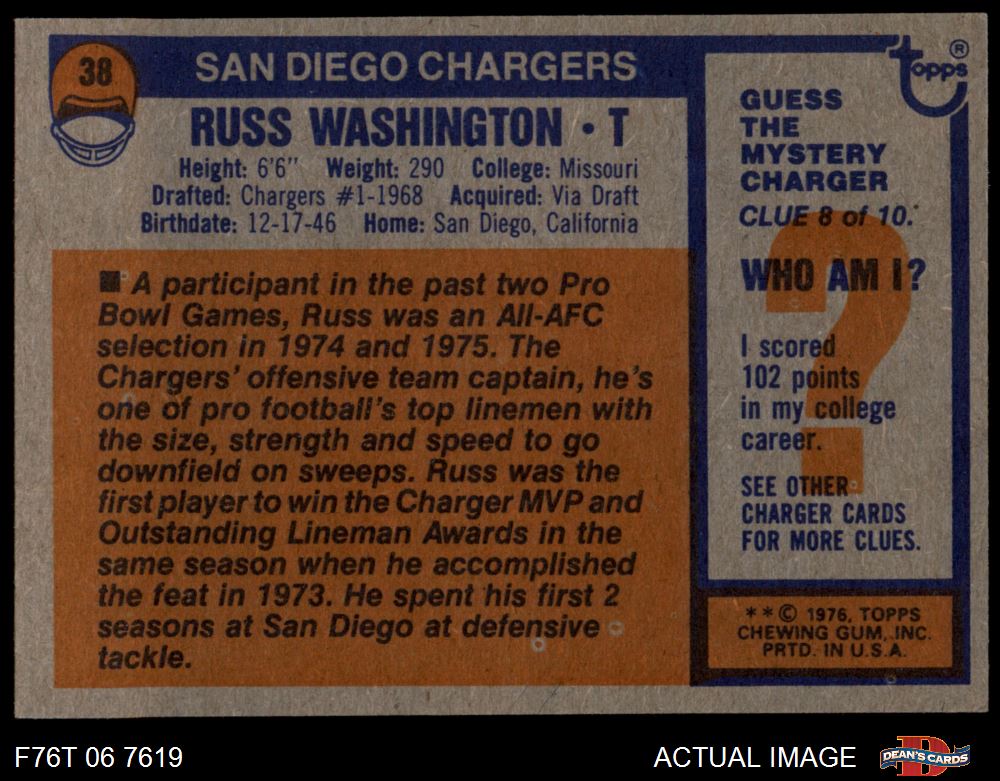 38
SAN DIEGO CHARGERS
RUSS WASHINGTON • T
Height: 6'6" Weight: 290 College: Missouri
Drafted: Chargers #1-1968 Acquired: Via Draft
Birthdate: 12-17-46 Home: San Diego, California
■ A participant in the past two Pro
Bowl Games, Russ was an All-AFC
selection in 1974 and 1975. The
Chargers' offensive team captain, he's
one of pro football's top linemen with
the size, strength and speed to go
downfield on sweeps. Russ was the
first player to win the Charger MVP and
Outstanding Lineman Awards in the
same season when he accomplished
the feat in 1973. He spent his first 2
seasons at San Diego at defensive
tackle.
topps ®
GUESS
THE
MYSTERY
CHARGER
CLUE 8 of 10.
WHO AM I?
?
I scored
102 points
in my college
career.
SEE OTHER
CHARGER CARDS
FOR MORE CLUES.
**© 1976, TOPPS
CHEWING GUM, INC.
PRTD. IN U.S.A.
F76T 06 7619
ACTUAL IMAGE
DEAN'S CARDS